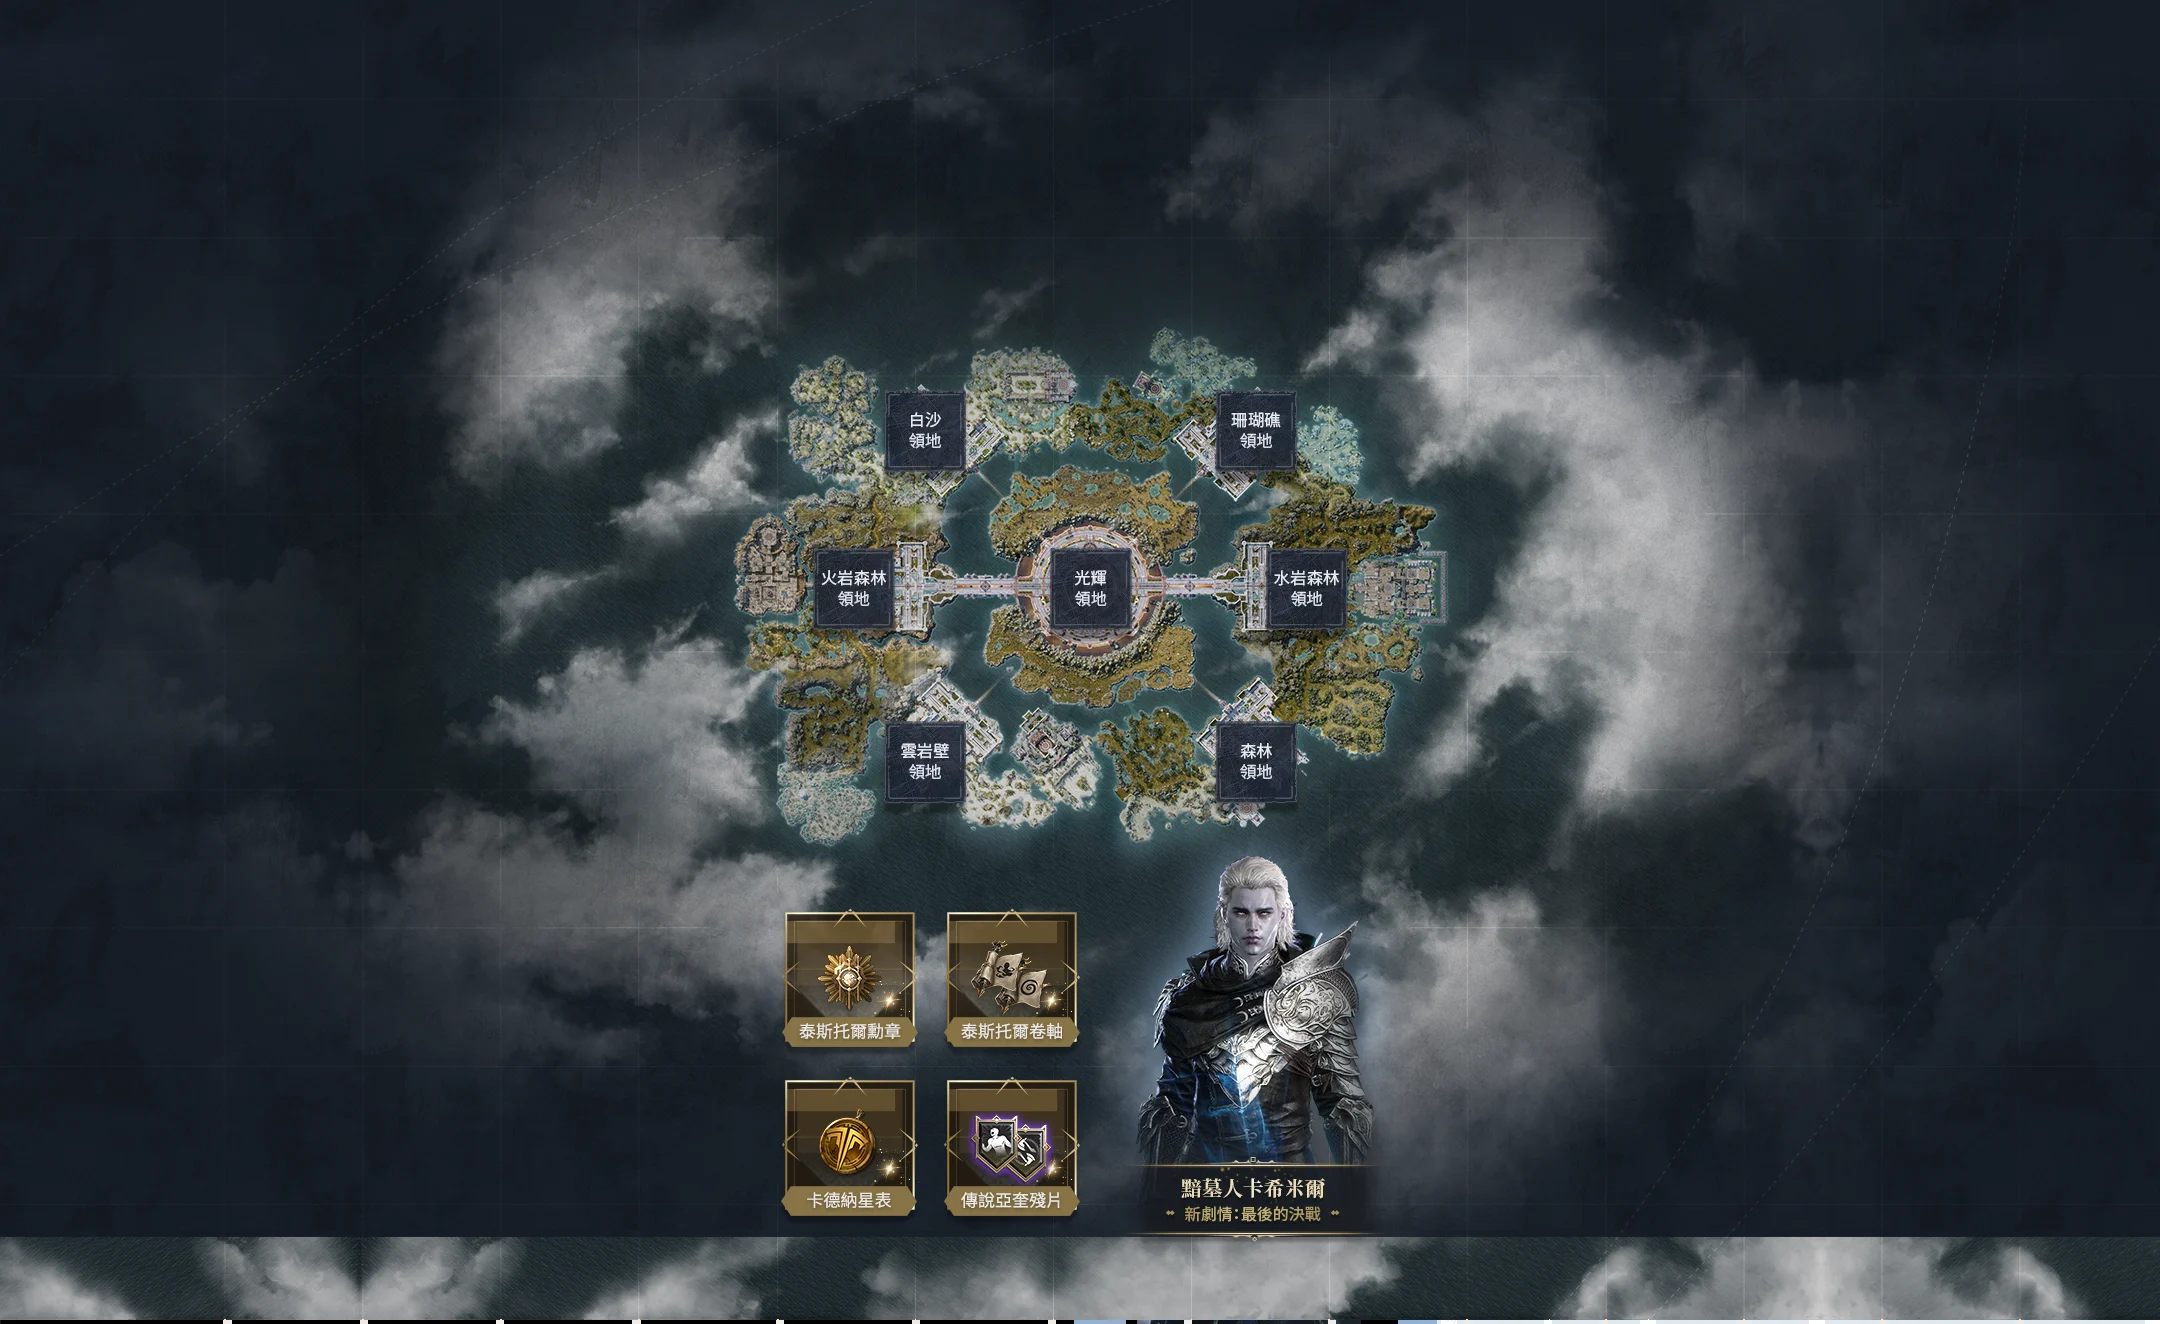 白沙
領地
珊瑚礁
領地
火岩森林
領地
光輝
領地
水岩森林
領地
雲岩壁
領地
森林
領地
泰斯托爾勳章
泰斯托爾卷軸
卡德納星表
傳說亞奎殘片
黯墓人卡希米爾
新劇情:最後的決戰